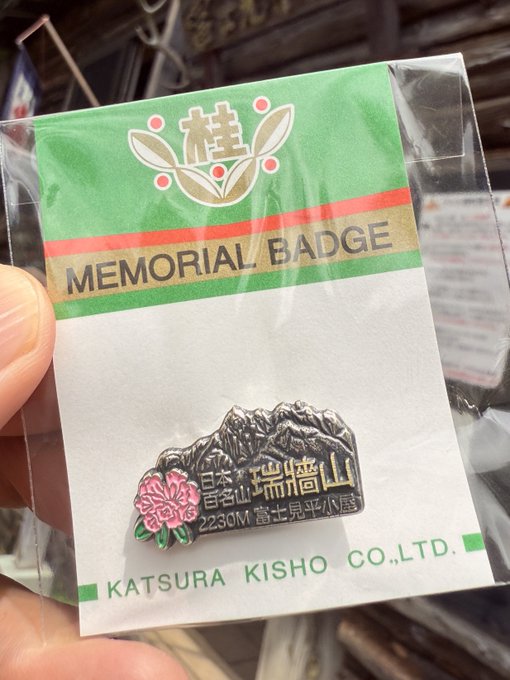 桂
MEMORIAL BADGE
日本
百名山
瑞牆山
2230M 富士見平小屋
KATSURA KISHO CO.,LTD.